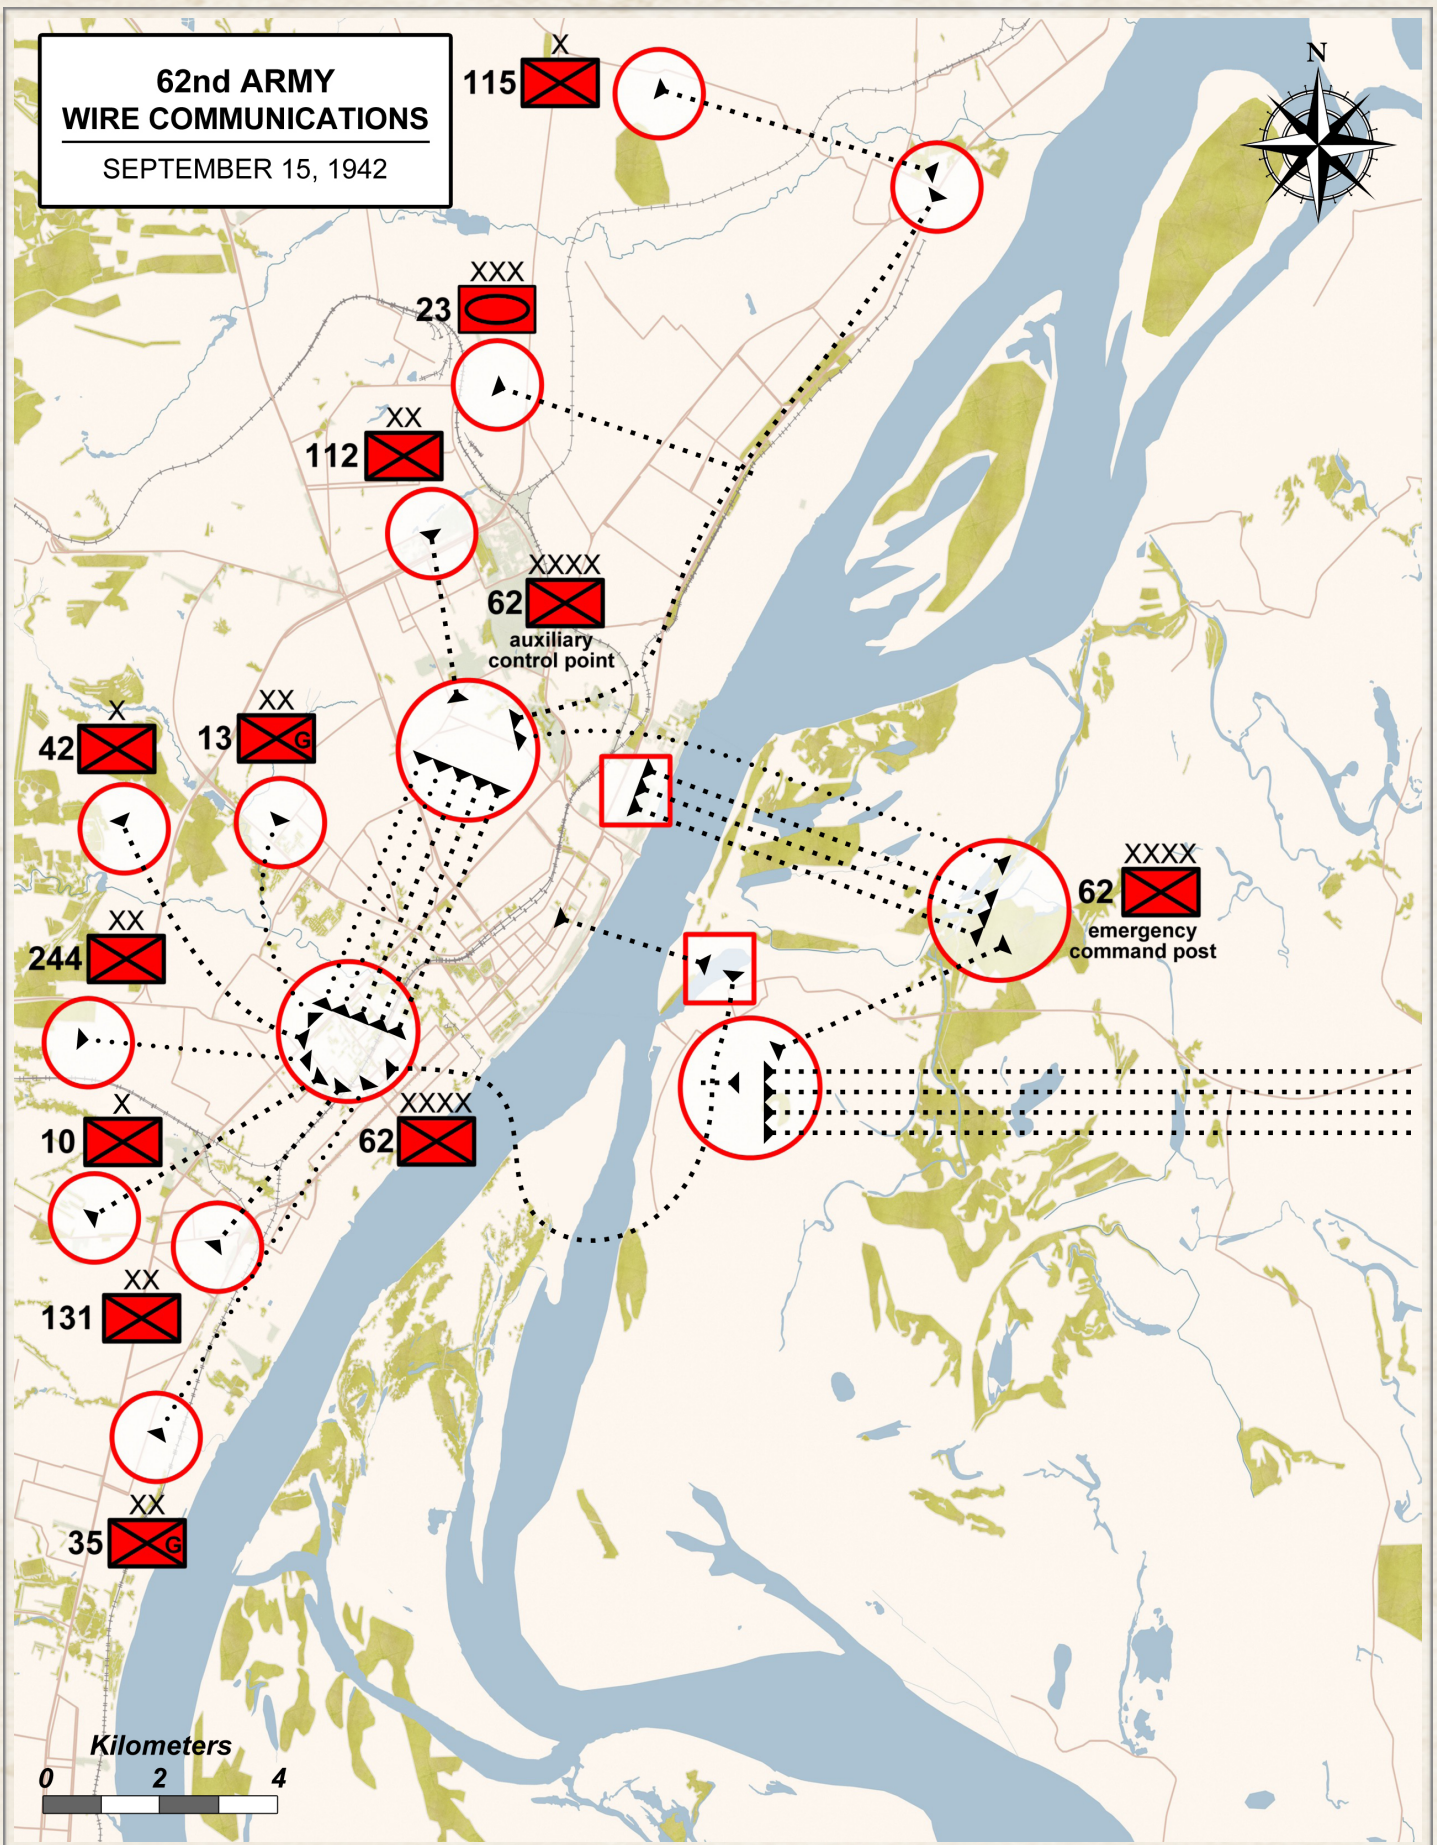 62nd ARMY
WIRE COMMUNICATIONS
SEPTEMBER 15, 1942
N
X
115
XXX
23
XX
112
XXXX
62
auxiliary
control point
X
42
XX
13 G
XX
244
XXXX
62
emergency
command post
X
10
XXXX
62
XX
131
XX
35 G
Kilometers
0 2 4